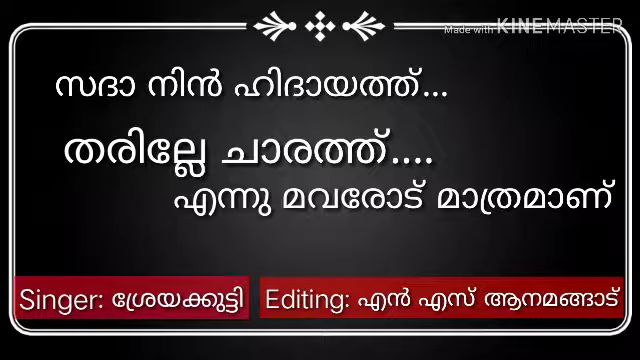 Made with KINEMASTER
സദാ നിൻ ഹിദായത്ത്...
തരില്ലേ ചാരത്ത്....
എന്നു മവരോട് മാത്രമാണ്
Singer: ശ്രേയക്കുട്ടി
Editing: എൻ എസ് ആനമങ്ങാട്